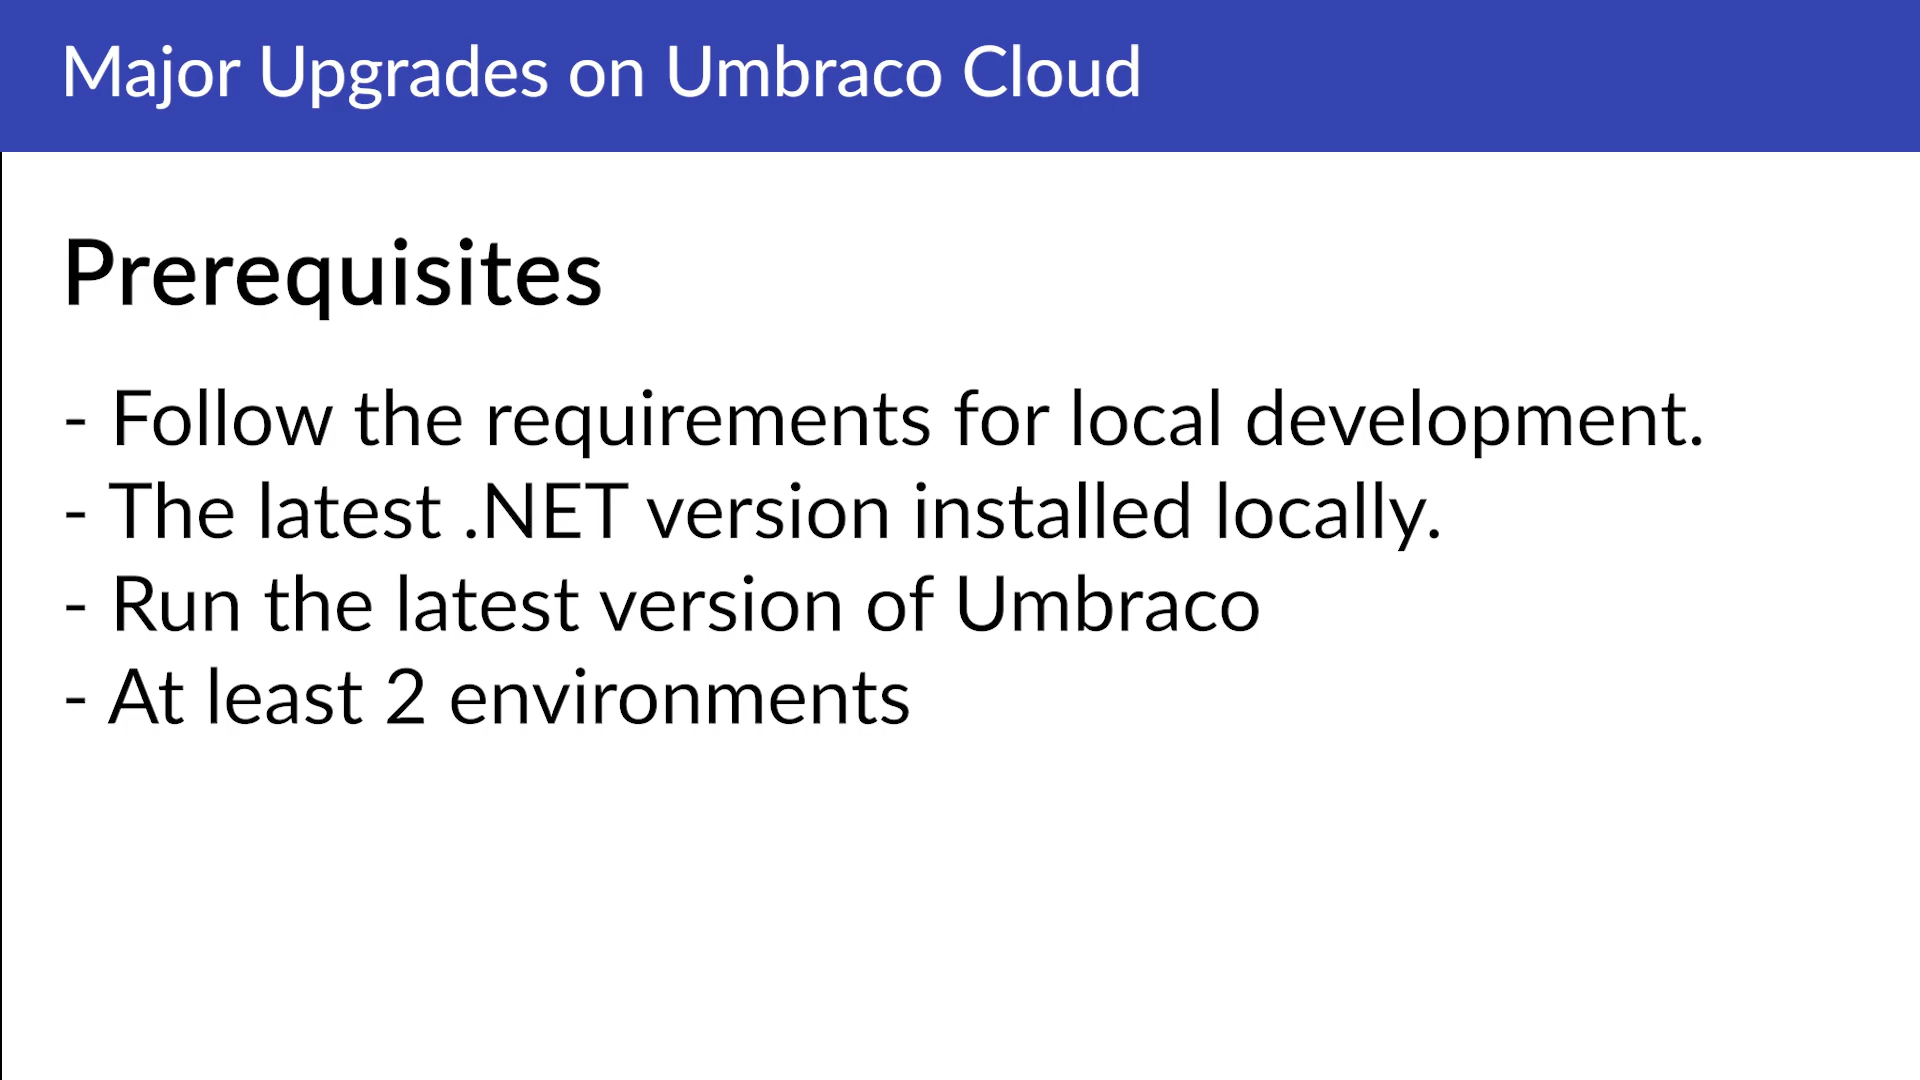 Major Upgrades on Umbraco Cloud
Prerequisites
- Follow the requirements for local development.
- The latest .NET version installed locally.
- Run the latest version of Umbraco
- At least 2 environments